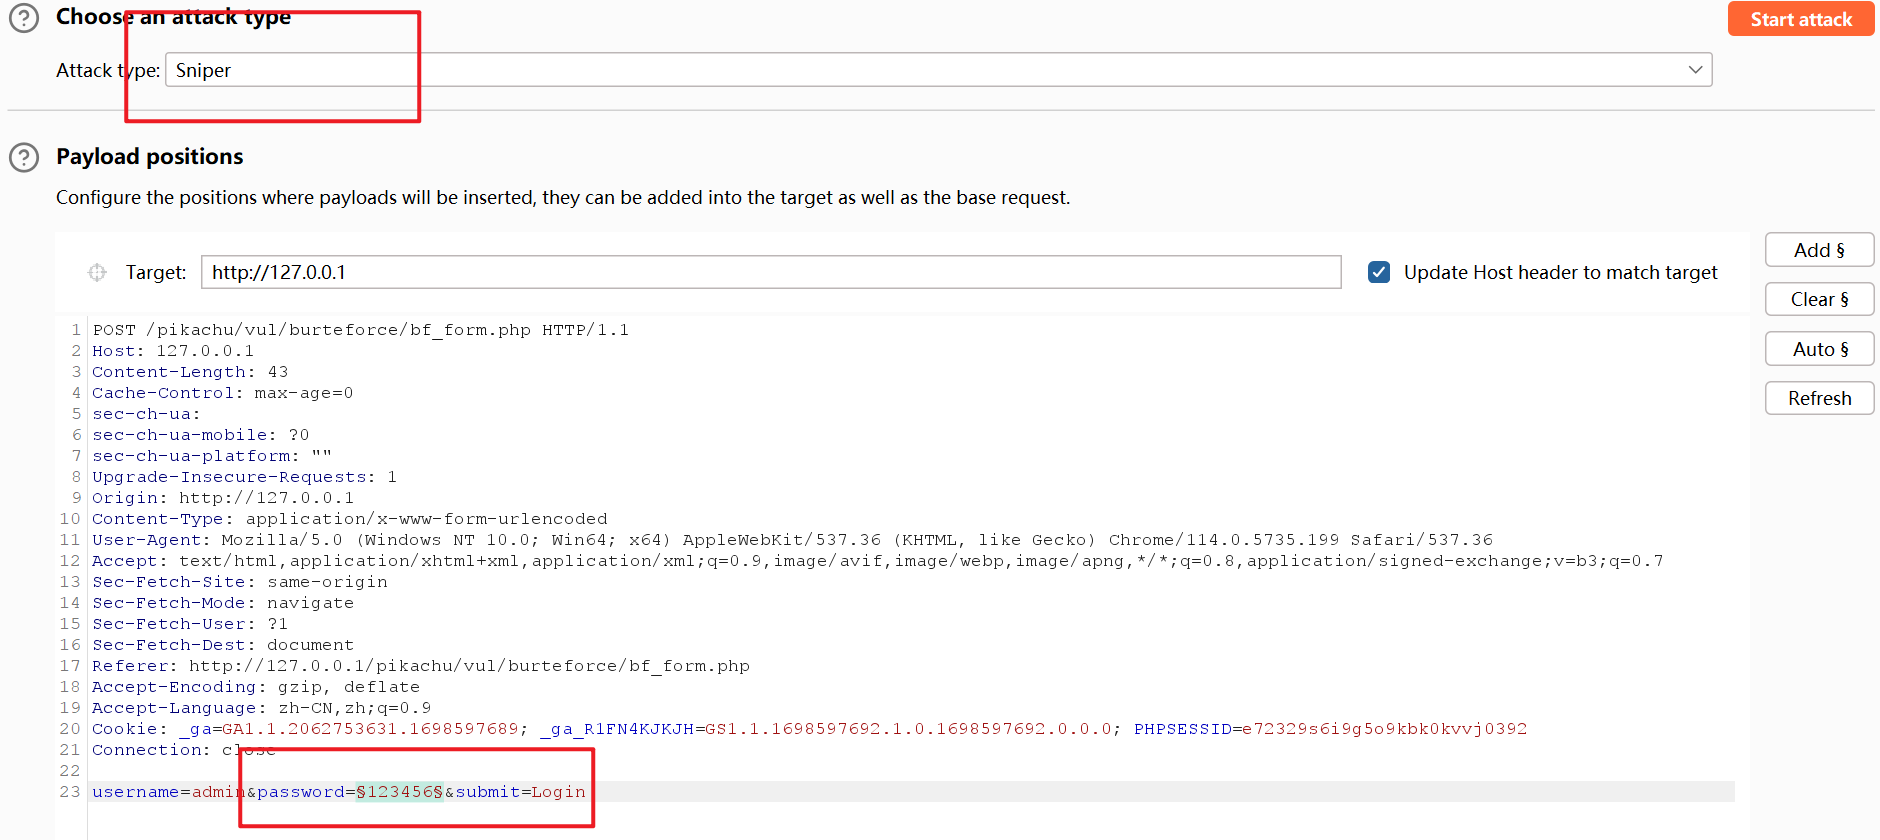 Choose an attack type
Start attack
Attack type: Sniper
Payload positions
Configure the positions where payloads will be inserted, they can be added into the target as well as the base request.
Target: http://127.0.0.1
Update Host header to match target
Add §
Clear §
Auto §
Refresh
1 POST /pikachu/vul/burteforce/bf_form.php HTTP/1.1
2 Host: 127.0.0.1
3 Content-Length: 43
4 Cache-Control: max-age=0
5 sec-ch-ua:
6 sec-ch-ua-mobile: ?0
7 sec-ch-ua-platform: ""
8 Upgrade-Insecure-Requests: 1
9 Origin: http://127.0.0.1
10 Content-Type: application/x-www-form-urlencoded
11 User-Agent: Mozilla/5.0 (Windows NT 10.0; Win64; x64) AppleWebKit/537.36 (KHTML, like Gecko) Chrome/114.0.5735.199 Safari/537.36
12 Accept: text/html,application/xhtml+xml,application/xml;q=0.9,image/avif,image/webp,image/apng,*/*;q=0.8,application/signed-exchange;v=b3;q=0.7
13 Sec-Fetch-Site: same-origin
14 Sec-Fetch-Mode: navigate
15 Sec-Fetch-User: ?1
16 Sec-Fetch-Dest: document
17 Referer: http://127.0.0.1/pikachu/vul/burteforce/bf_form.php
18 Accept-Encoding: gzip, deflate
19 Accept-Language: zh-CN,zh;q=0.9
20 Cookie: _ga=GA1.1.2062753631.1698597689; _ga_R1FN4KJKJH=GS1.1.1698597692.1.0.1698597692.0.0.0; PHPSESSID=e72329s6i9g5o9kbk0kvvj0392
21 Connection: close
22
23 username=admin&password=§123456§&submit=Login